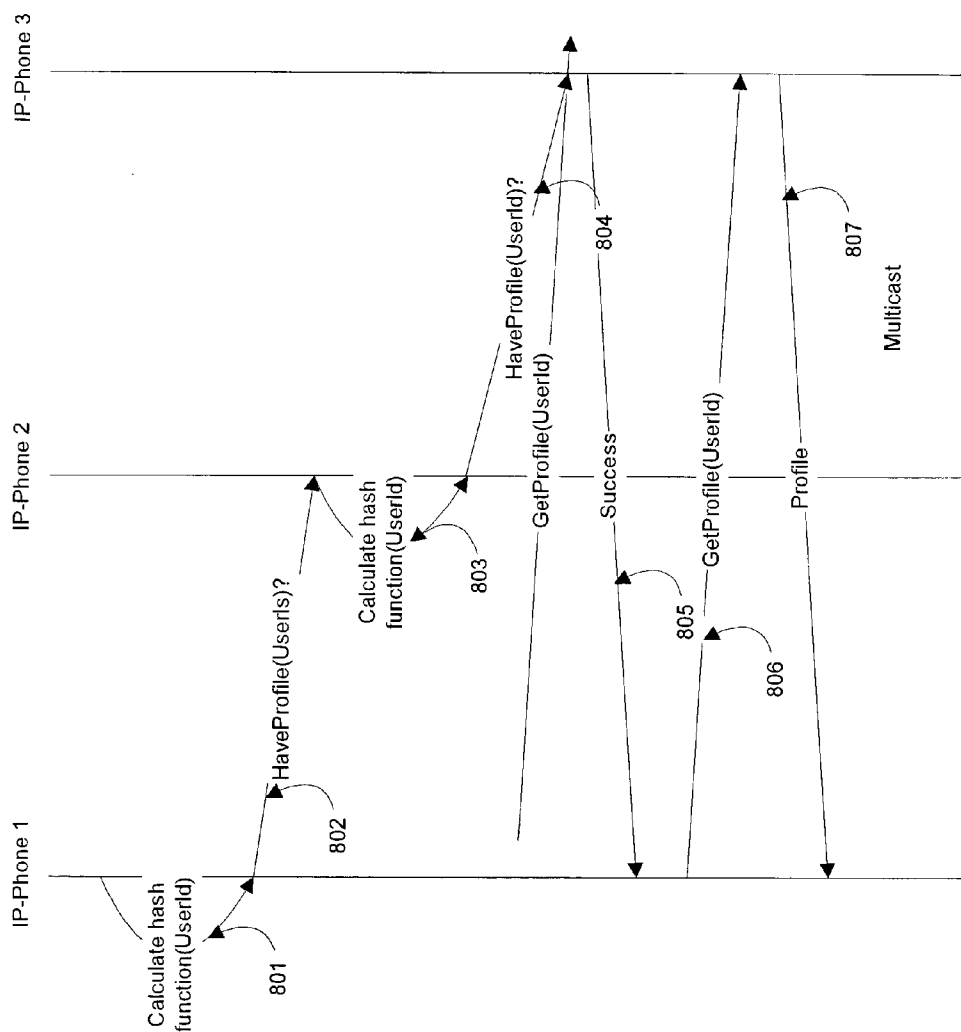 IP-Phone 1
IP-Phone 2
IP-Phone 3
Calculate hash
function(UserId)
801
HaveProfile(UserIs)?
802
Calculate hash
function(UserId)
803
HaveProfile(UserId)?
804
GetProfile(UserId)
Success
805
GetProfile(UserId)
806
Profile
807
Multicast